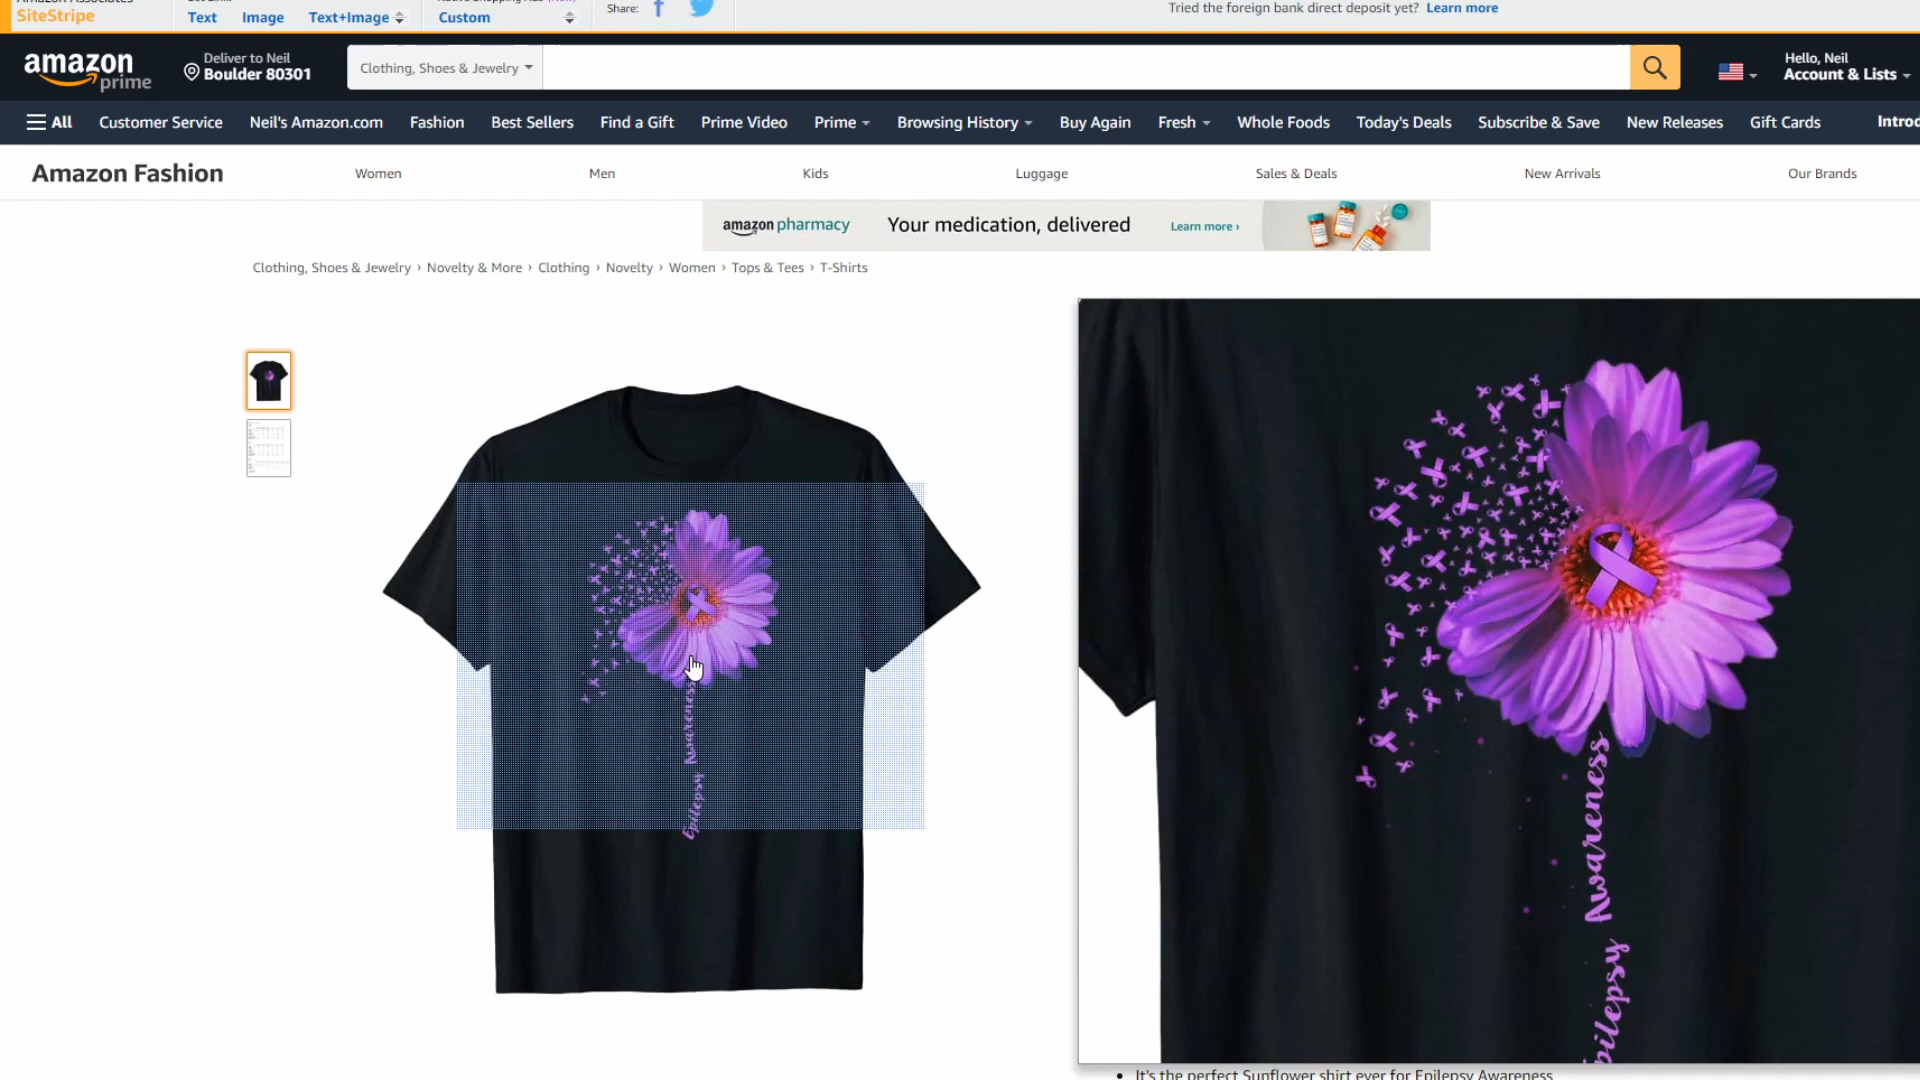 SiteStripe
Text Image Text+Image Custom
Share:
Tried the foreign bank direct deposit yet? Learn more
amazon prime
Deliver to Neil
Boulder 80301
Clothing, Shoes & Jewelry
Hello, Neil
Account & Lists
All Customer Service Neil's Amazon.com Fashion Best Sellers Find a Gift Prime Video Prime Browsing History Buy Again Fresh Whole Foods Today's Deals Subscribe & Save New Releases Gift Cards Introd
Amazon Fashion Women Men Kids Luggage Sales & Deals New Arrivals Our Brands
amazon pharmacy Your medication, delivered Learn more ›
Clothing, Shoes & Jewelry › Novelty & More › Clothing › Novelty › Women › Tops & Tees › T-Shirts
Epilepsy Awareness
pilepsy Awareness
• It's the perfect Sunflower shirt ever for Epilepsy Awareness